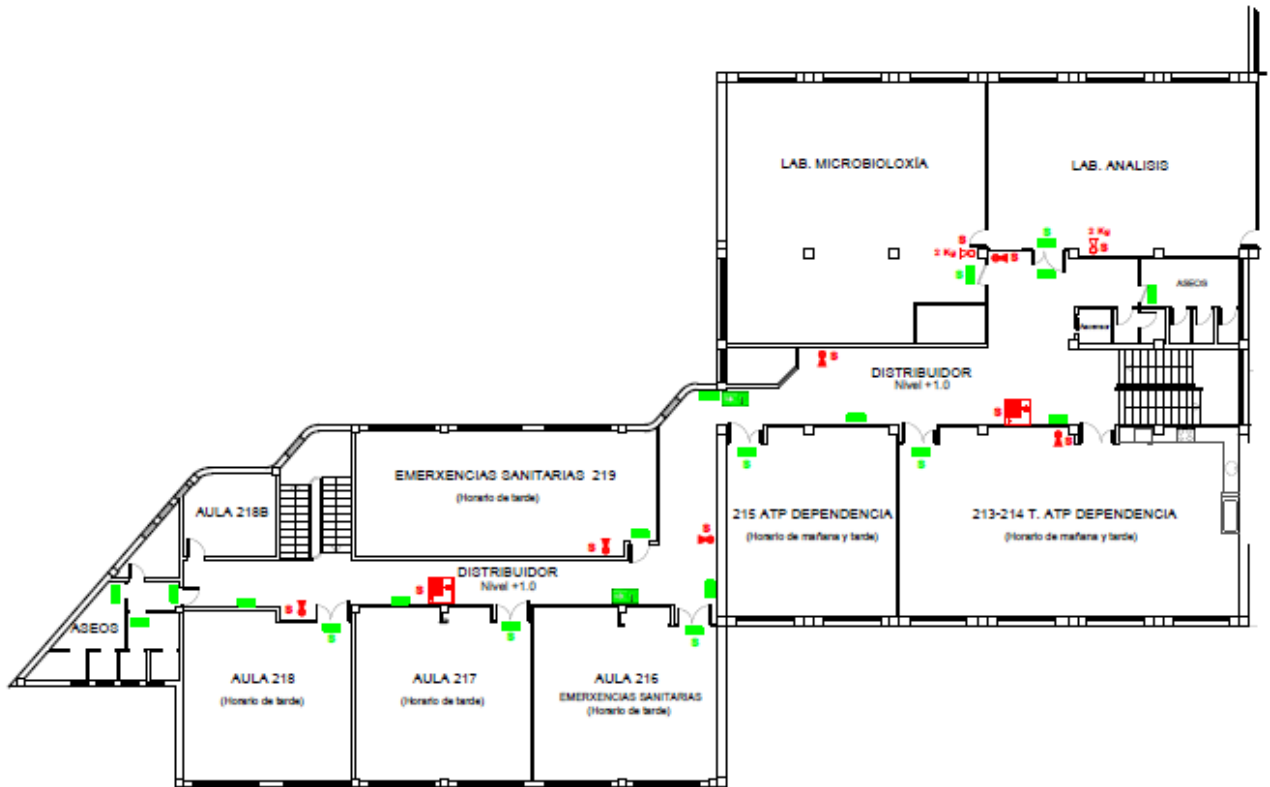 LAB. MICROBIOLOXÍA
LAB. ANALISIS
S
2 Kg
S
S
2 Kg
S
S
S
ASEOS
Ascensor
S
DISTRIBUIDOR
Nivel +1.0
S
S
S
S
EMERXENCIAS SANITARIAS 219
(Horario de tarde)
AULA 218B
215 ATP DEPENDENCIA
(Horario de mañana y tarde)
213-214 T. ATP DEPENDENCIA
(Horario de mañana y tarde)
S
S
DISTRIBUIDOR
Nivel +1.0
S
S
ASEOS
S
S
S
AULA 218
(Horario de tarde)
AULA 217
(Horario de tarde)
AULA 216
EMERXENCIAS SANITARIAS
(Horario de tarde)